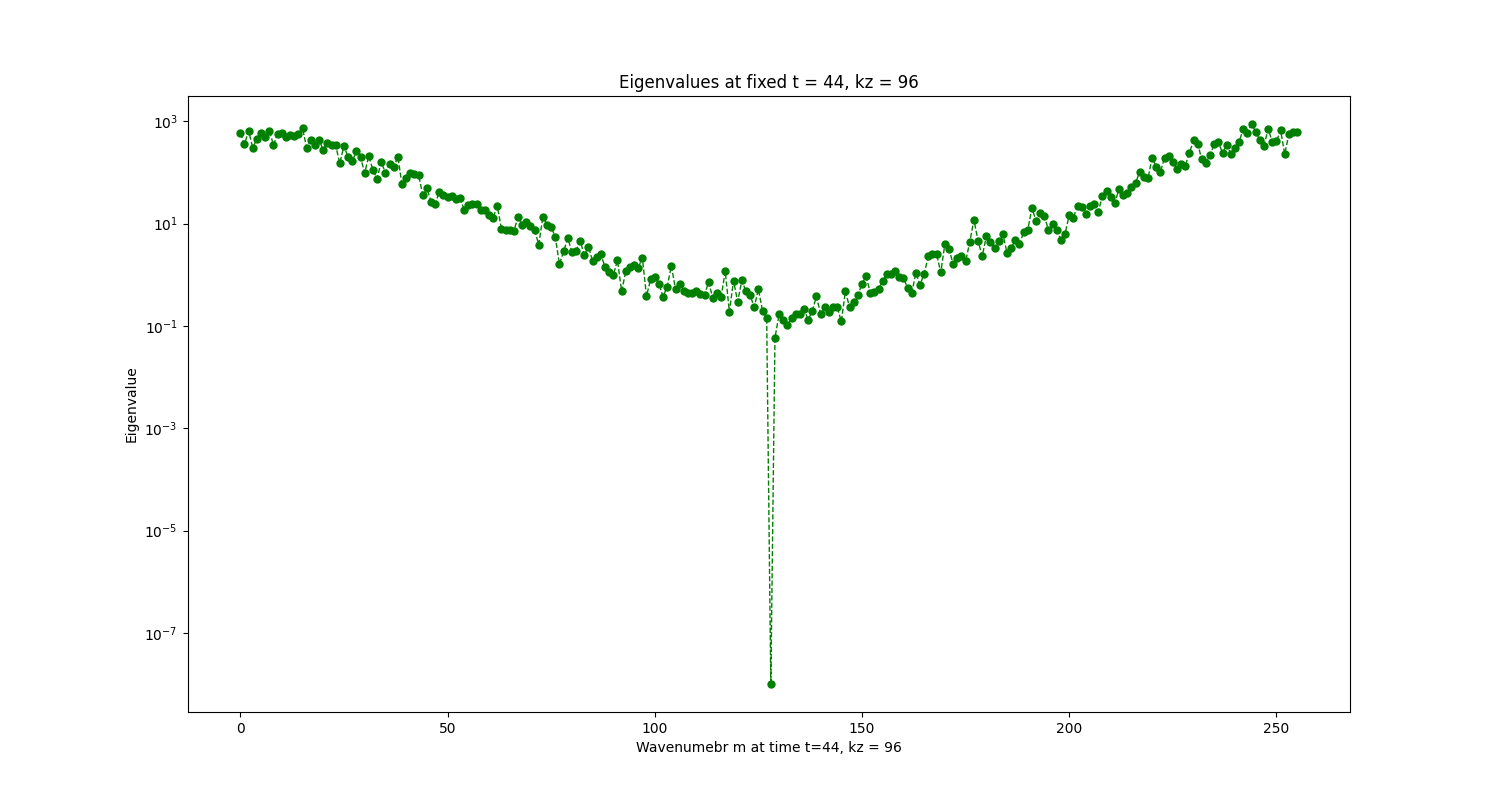 Eigenvalues at fixed t = 44, kz = 96
Eigenvalue
10³
10¹
10⁻¹
10⁻³
10⁻⁵
10⁻⁷
0 50 100 150 200 250
Wavenumebr m at time t=44, kz = 96